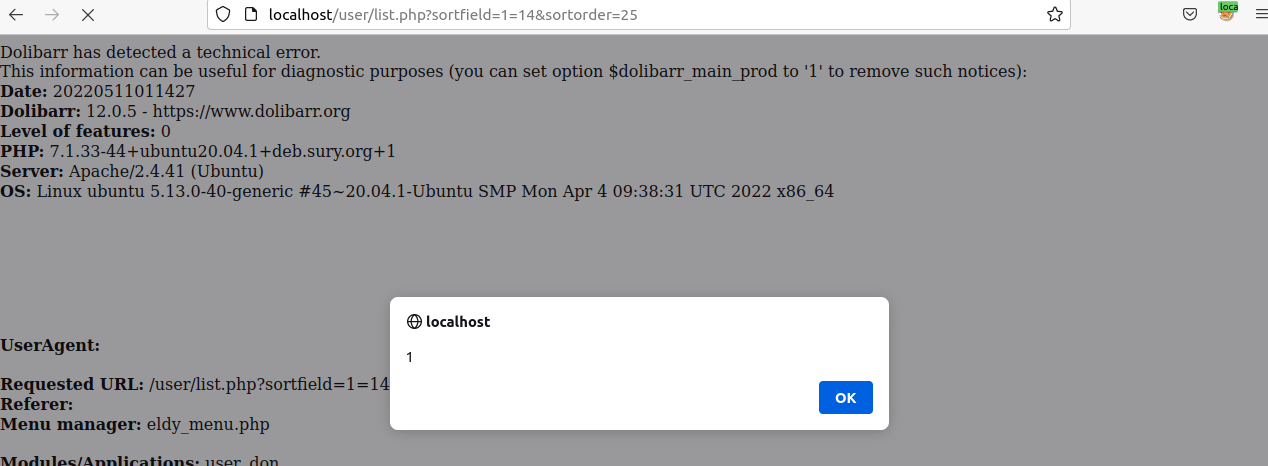 localhost/user/list.php?sortfield=1=14&sortorder=25
loca
Dolibarr has detected a technical error.
This information can be useful for diagnostic purposes (you can set option $dolibarr_main_prod to '1' to remove such notices):
Date: 20220511011427
Dolibarr: 12.0.5 - https://www.dolibarr.org
Level of features: 0
PHP: 7.1.33-44+ubuntu20.04.1+deb.sury.org+1
Server: Apache/2.4.41 (Ubuntu)
OS: Linux ubuntu 5.13.0-40-generic #45~20.04.1-Ubuntu SMP Mon Apr 4 09:38:31 UTC 2022 x86_64
localhost
1
OK
UserAgent:
Requested URL: /user/list.php?sortfield=1=14
Referer:
Menu manager: eldy_menu.php
Modules/Applications: user, don